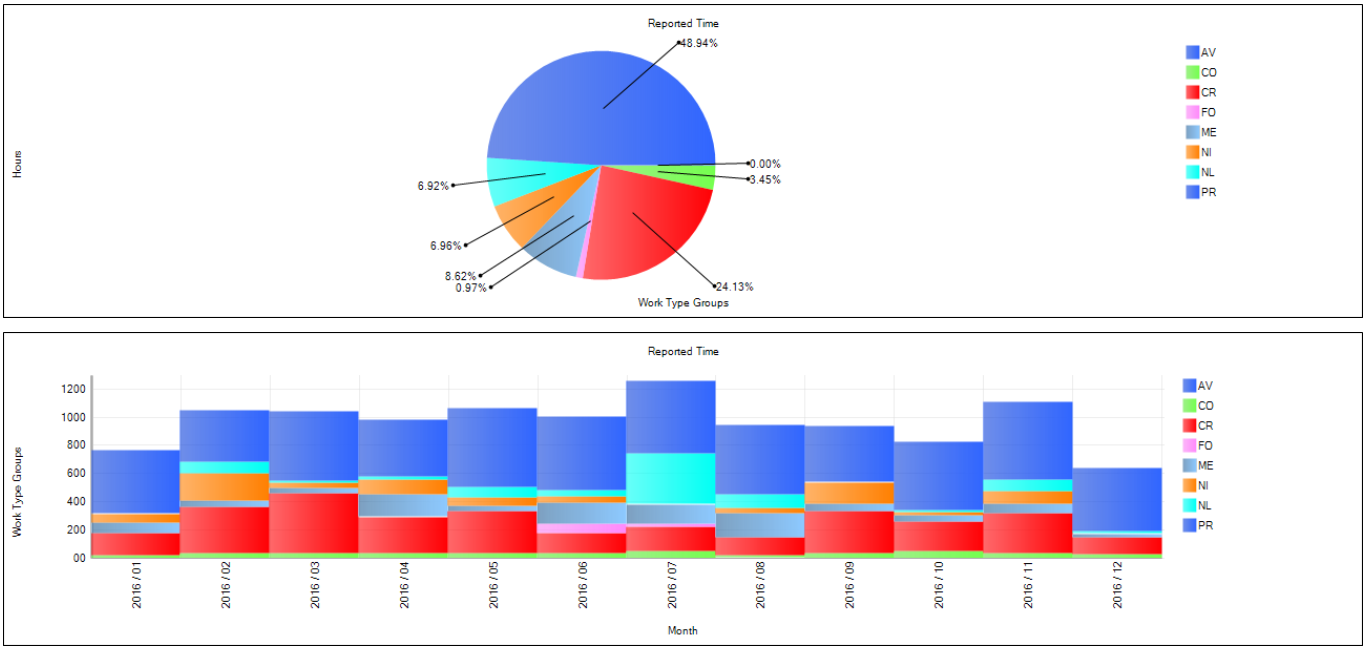 Reported Time
48.94%
0.00%
3.45%
6.92%
6.96%
8.62%
0.97%
24.13%
Work Type Groups
Hours
AV
CO
CR
FO
ME
NI
NL
PR
Reported Time
1200
1000
800
600
400
200
00
Work Type Groups
2016 / 01
2016 / 02
2016 / 03
2016 / 04
2016 / 05
2016 / 06
2016 / 07
2016 / 08
2016 / 09
2016 / 10
2016 / 11
2016 / 12
Month
AV
CO
CR
FO
ME
NI
NL
PR